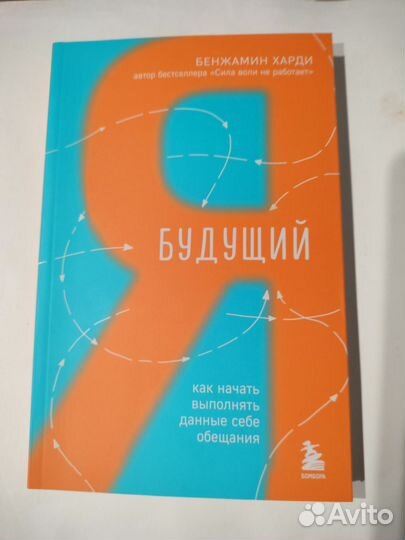 БЕНЖАМИН ХАРДИ
автор бестселлера «Сила воли не работает»
Я
БУДУЩИЙ
как начать
выполнять
данные себе
обещания
БОМБОРА
Avito